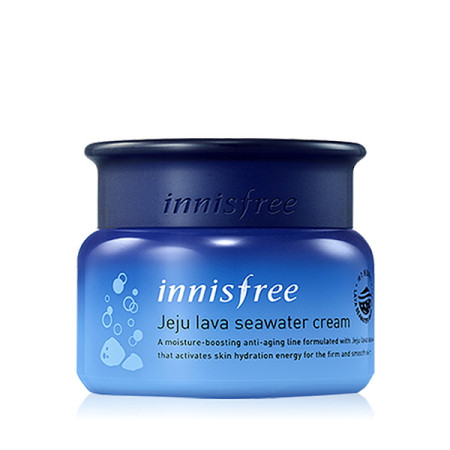 innisfree
innisfree
Jeju lava seawater cream
A moisture-boosting anti-aging line formulated with Jeju lava
that activates skin hydration energy for the firm and smooth